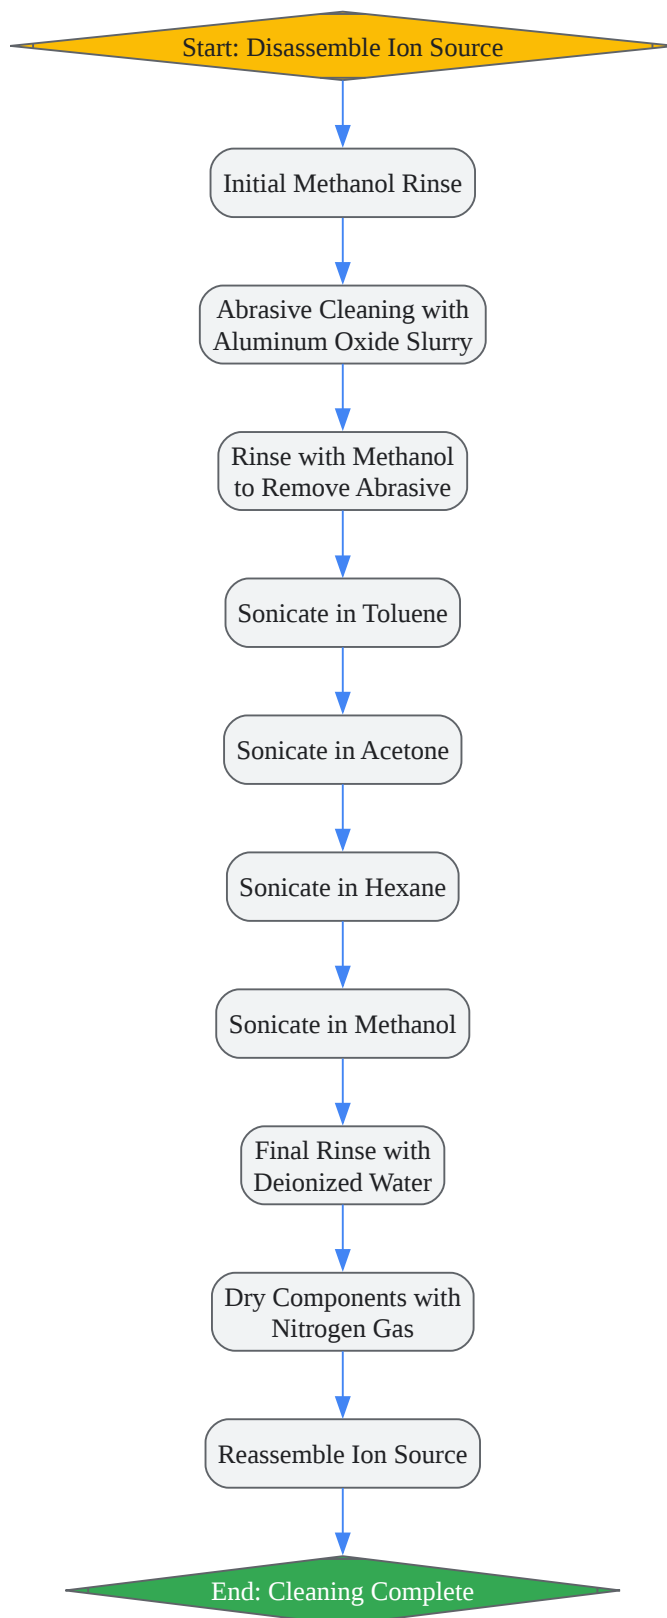 Start: Disassemble Ion Source
Initial Methanol Rinse
Abrasive Cleaning with
Aluminum Oxide Slurry
Rinse with Methanol
to Remove Abrasive
Sonicate in Toluene
Sonicate in Acetone
Sonicate in Hexane
Sonicate in Methanol
Final Rinse with
Deionized Water
Dry Components with
Nitrogen Gas
Reassemble Ion Source
End: Cleaning Complete